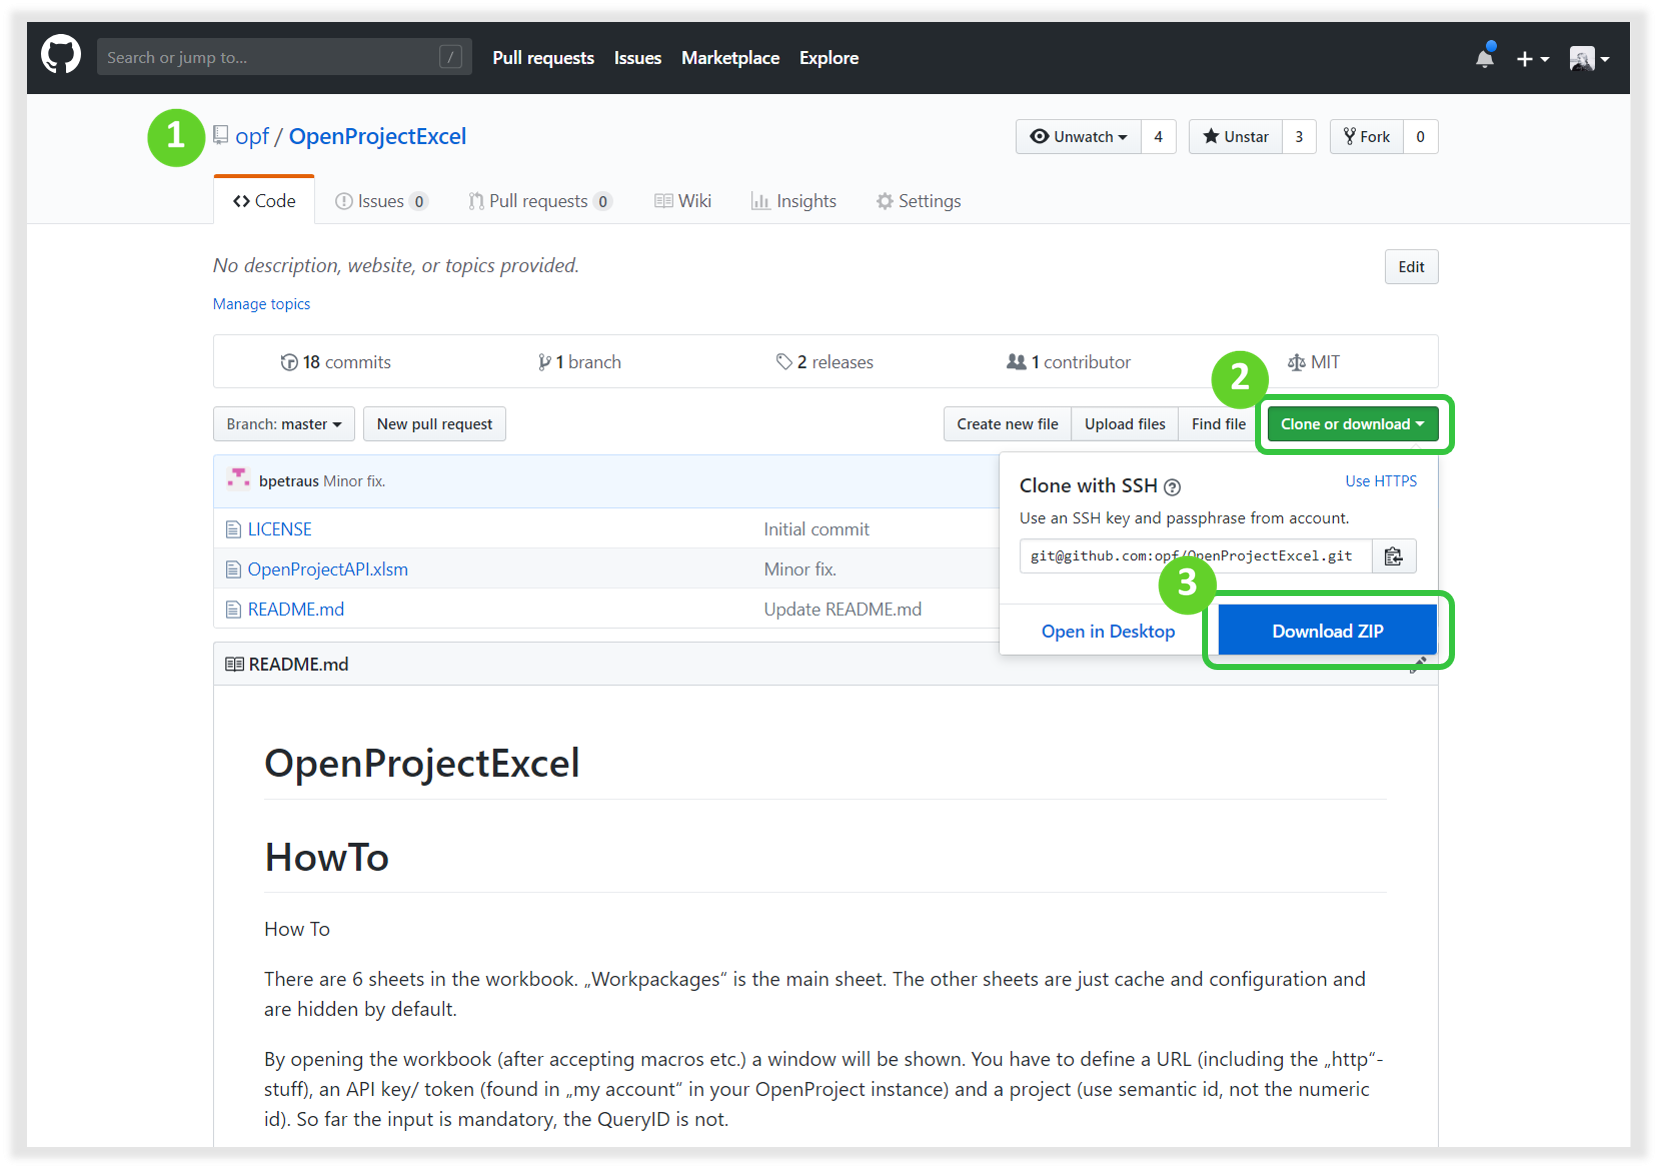 Search or jump to... /
Pull requests Issues Marketplace Explore
1 opf / OpenProjectExcel
Unwatch 4 Unstar 3 Fork 0
Code Issues 0 Pull requests 0 Wiki Insights Settings
No description, website, or topics provided.
Edit
Manage topics
18 commits 1 branch 2 releases 1 contributor MIT
2
Branch: master New pull request Create new file Upload files Find file Clone or download
bpetraus Minor fix.
LICENSE Initial commit
OpenProjectAPI.xlsm Minor fix.
README.md Update README.md
Clone with SSH ? Use HTTPS
Use an SSH key and passphrase from account.
git@github.com:opf/OpenProjectExcel.git
3
Open in Desktop Download ZIP
README.md
OpenProjectExcel
HowTo
How To
There are 6 sheets in the workbook. „Workpackages“ is the main sheet. The other sheets are just cache and configuration and
are hidden by default.
By opening the workbook (after accepting macros etc.) a window will be shown. You have to define a URL (including the „http“-
stuff), an API key/ token (found in „my account“ in your OpenProject instance) and a project (use semantic id, not the numeric
id). So far the input is mandatory, the QueryID is not.